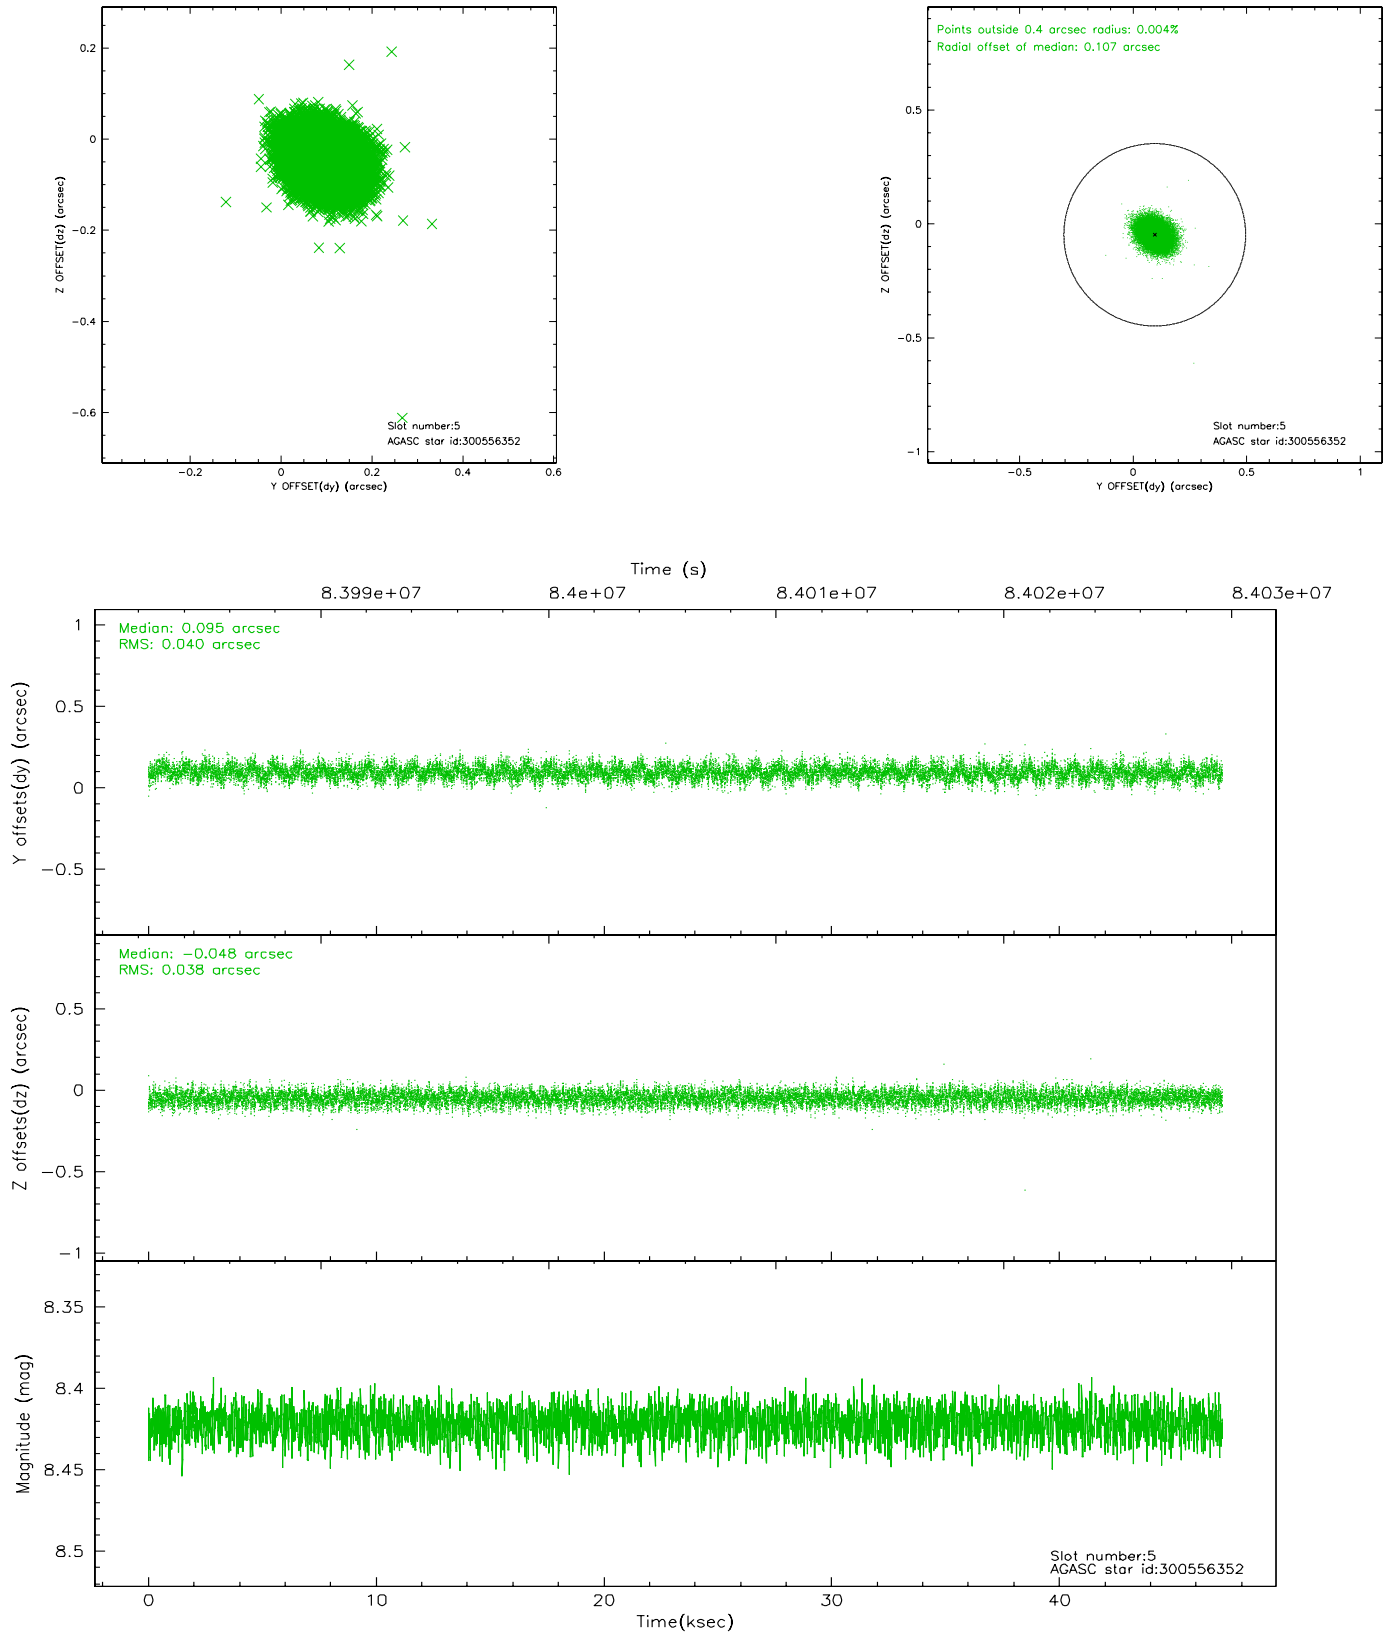 0.2
0
−0.2
−0.4
−0.6
Z OFFSET(dz) (arcsec)
Slot number:5
AGASC star id:300556352
−0.2 0 0.2 0.4 0.6
Y OFFSET(dy) (arcsec)
Points outside 0.4 arcsec radius: 0.004%
Radial offset of median: 0.107 arcsec
0.5
0
−0.5
−1
Z OFFSET(dz) (arcsec)
Slot number:5
AGASC star id:300556352
−0.5 0 0.5 1
Y OFFSET(dy) (arcsec)
Time (s)
8.399e+07 8.4e+07 8.401e+07 8.402e+07 8.403e+07
Median: 0.095 arcsec
RMS: 0.040 arcsec
1
0.5
0
−0.5
Y offsets(dy) (arcsec)
Median: −0.048 arcsec
RMS: 0.038 arcsec
0.5
0
−0.5
−1
Z offsets(dz) (arcsec)
8.35
8.4
8.45
8.5
Magnitude (mag)
Slot number:5
AGASC star id:300556352
0 10 20 30 40
Time(ksec)